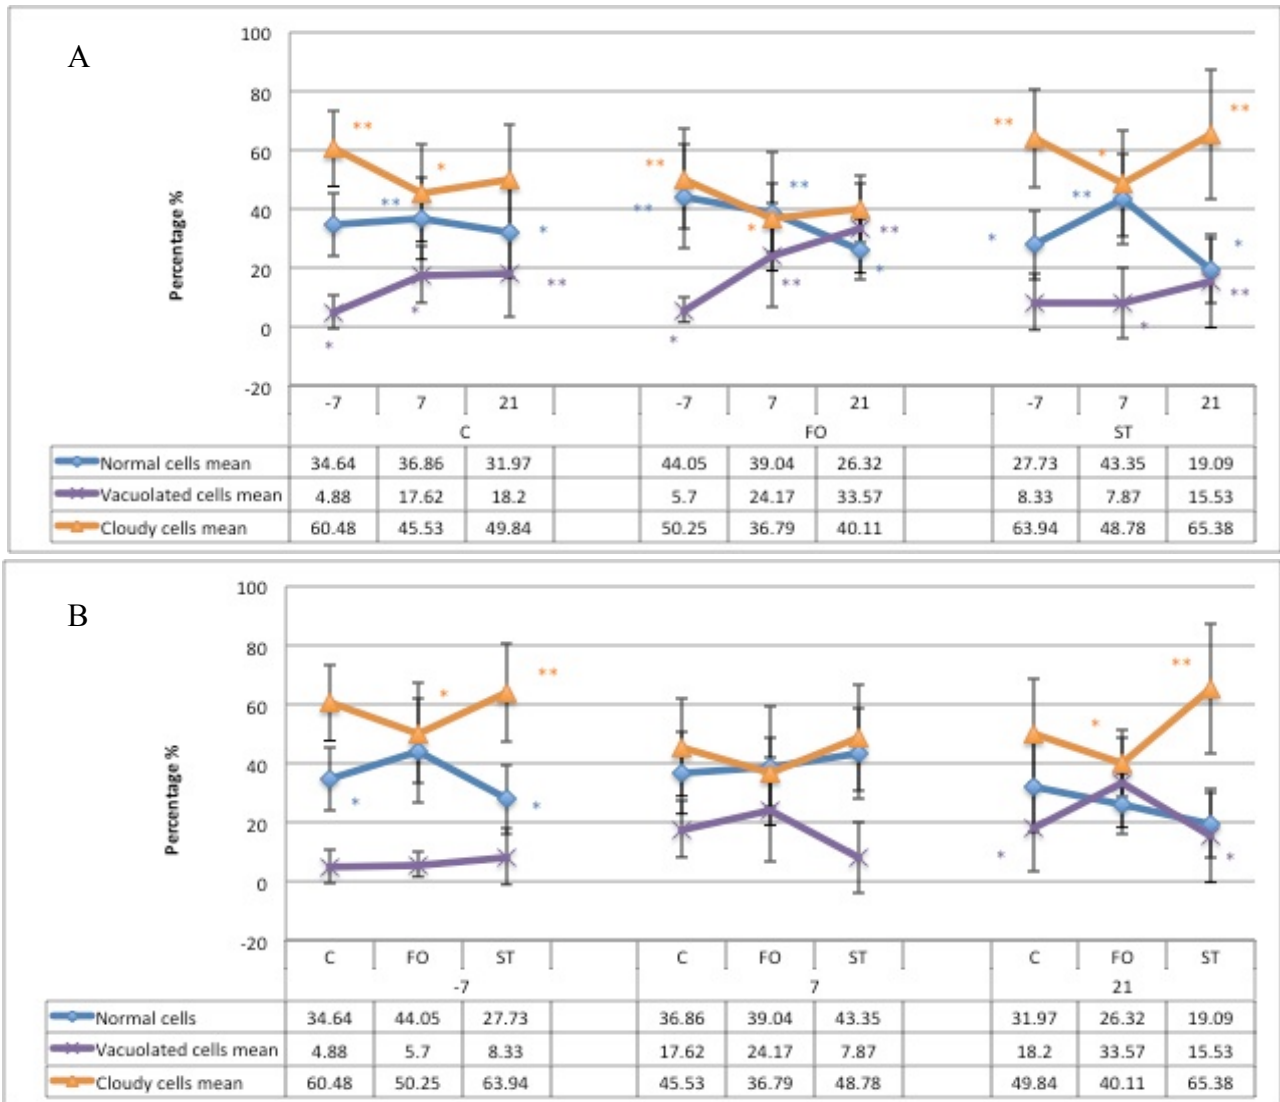 A
100
80
60
40
20
0
-20
Percentage %
** * ** ** * ** * ** **
** * ** ** * * ** *
* * ** * ** ** * **
-7 7 21 -7 7 21 -7 7 21
C FO ST
Normal cells mean 34.64 36.86 31.97 44.05 39.04 26.32 27.73 43.35 19.09
Vacuolated cells mean 4.88 17.62 18.2 5.7 24.17 33.57 8.33 7.87 15.53
Cloudy cells mean 60.48 45.53 49.84 50.25 36.79 40.11 63.94 48.78 65.38
B
100
80
60
40
20
0
-20
Percentage %
* ** * **
* * * *
C FO ST C FO ST C FO ST
-7 7 21
Normal cells 34.64 44.05 27.73 36.86 39.04 43.35 31.97 26.32 19.09
Vacuolated cells mean 4.88 5.7 8.33 17.62 24.17 7.87 18.2 33.57 15.53
Cloudy cells mean 60.48 50.25 63.94 45.53 36.79 48.78 49.84 40.11 65.38